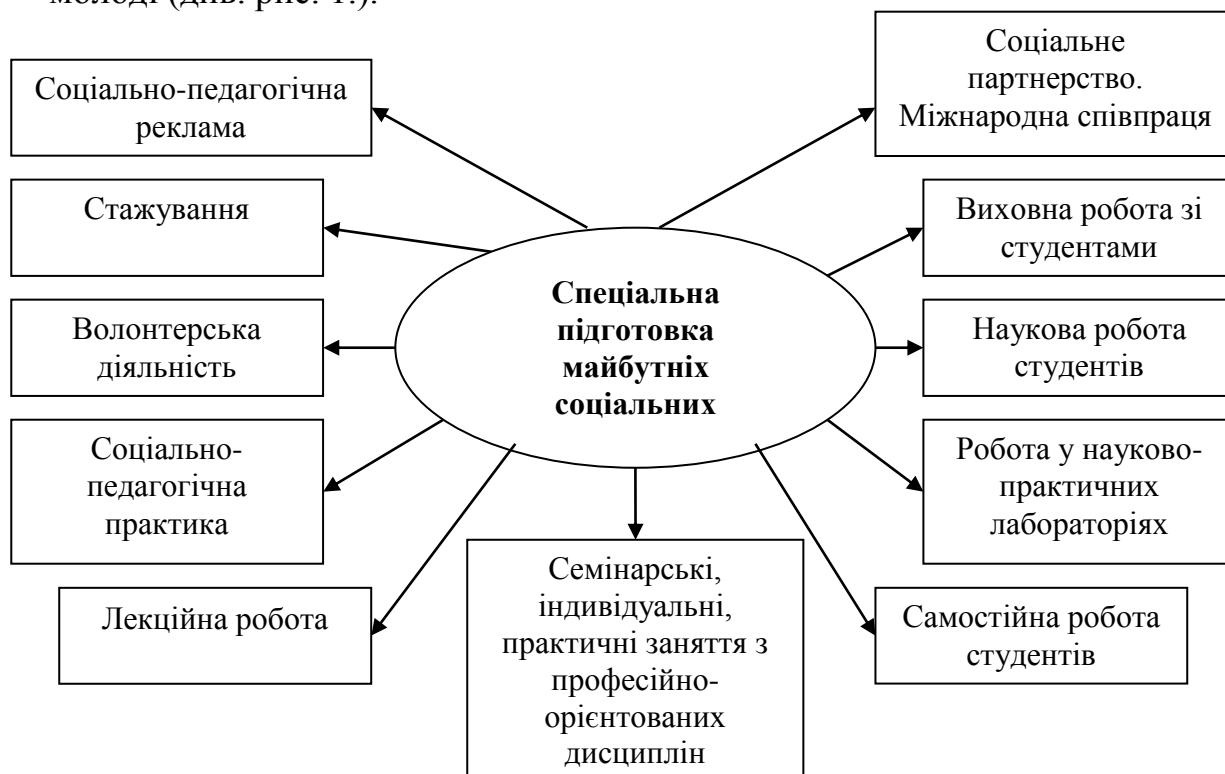 молоді (див. рис. 1.).
Соціально-педагогічна
реклама
Стажування
Волонтерська
діяльність
Соціально-
педагогічна
практика
Лекційна робота
Спеціальна
підготовка
майбутніх
соціальних
Семінарські,
індивідуальні,
практичні заняття з
професійно-
орієнтованих
дисциплін
Соціальне
партнерство.
Міжнародна співпраця
Виховна робота зі
студентами
Наукова робота
студентів
Робота у науково-
практичних
лабораторіях
Самостійна робота
студентів